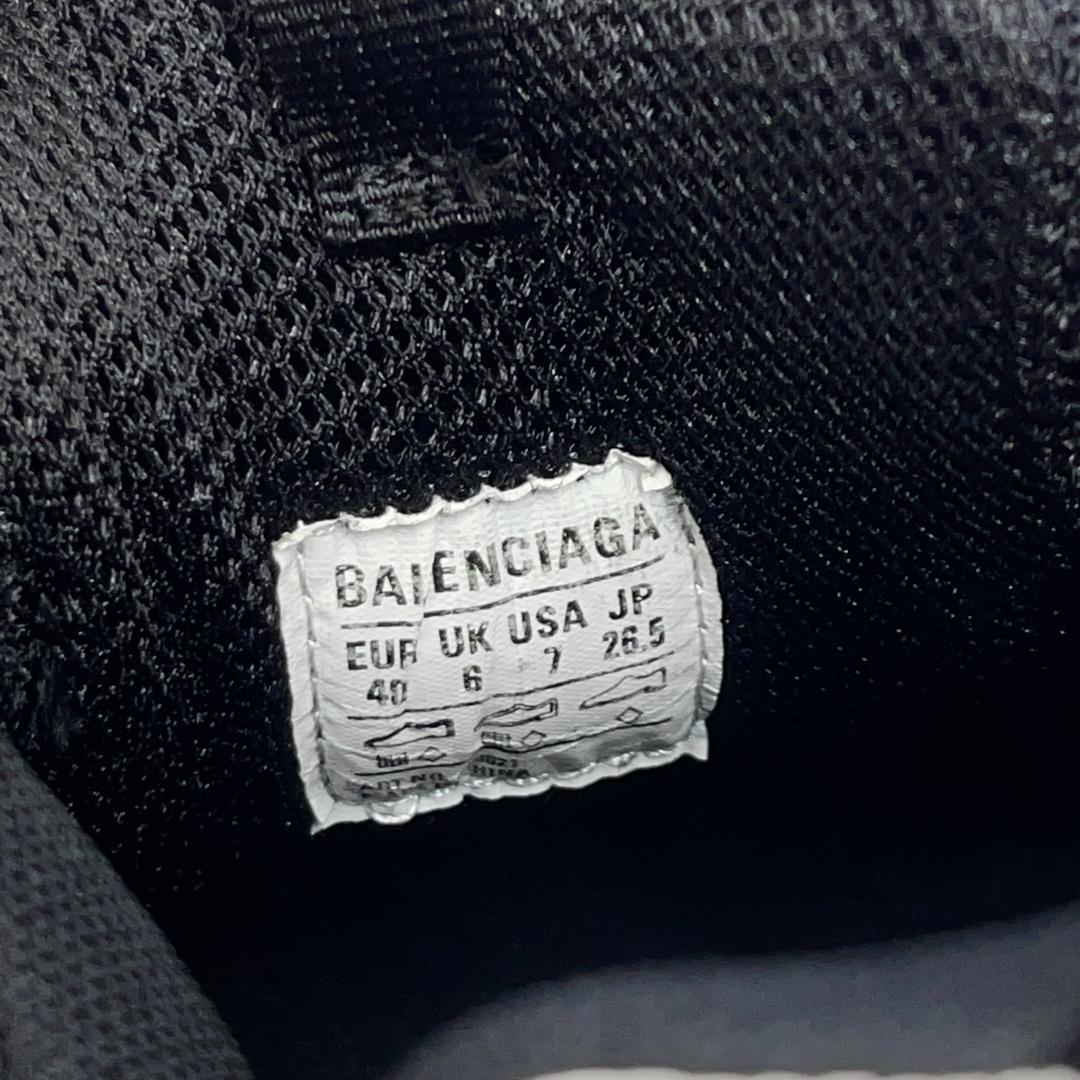 BALENCIAGA
EUR UK USA JP
40 6 7 26.5